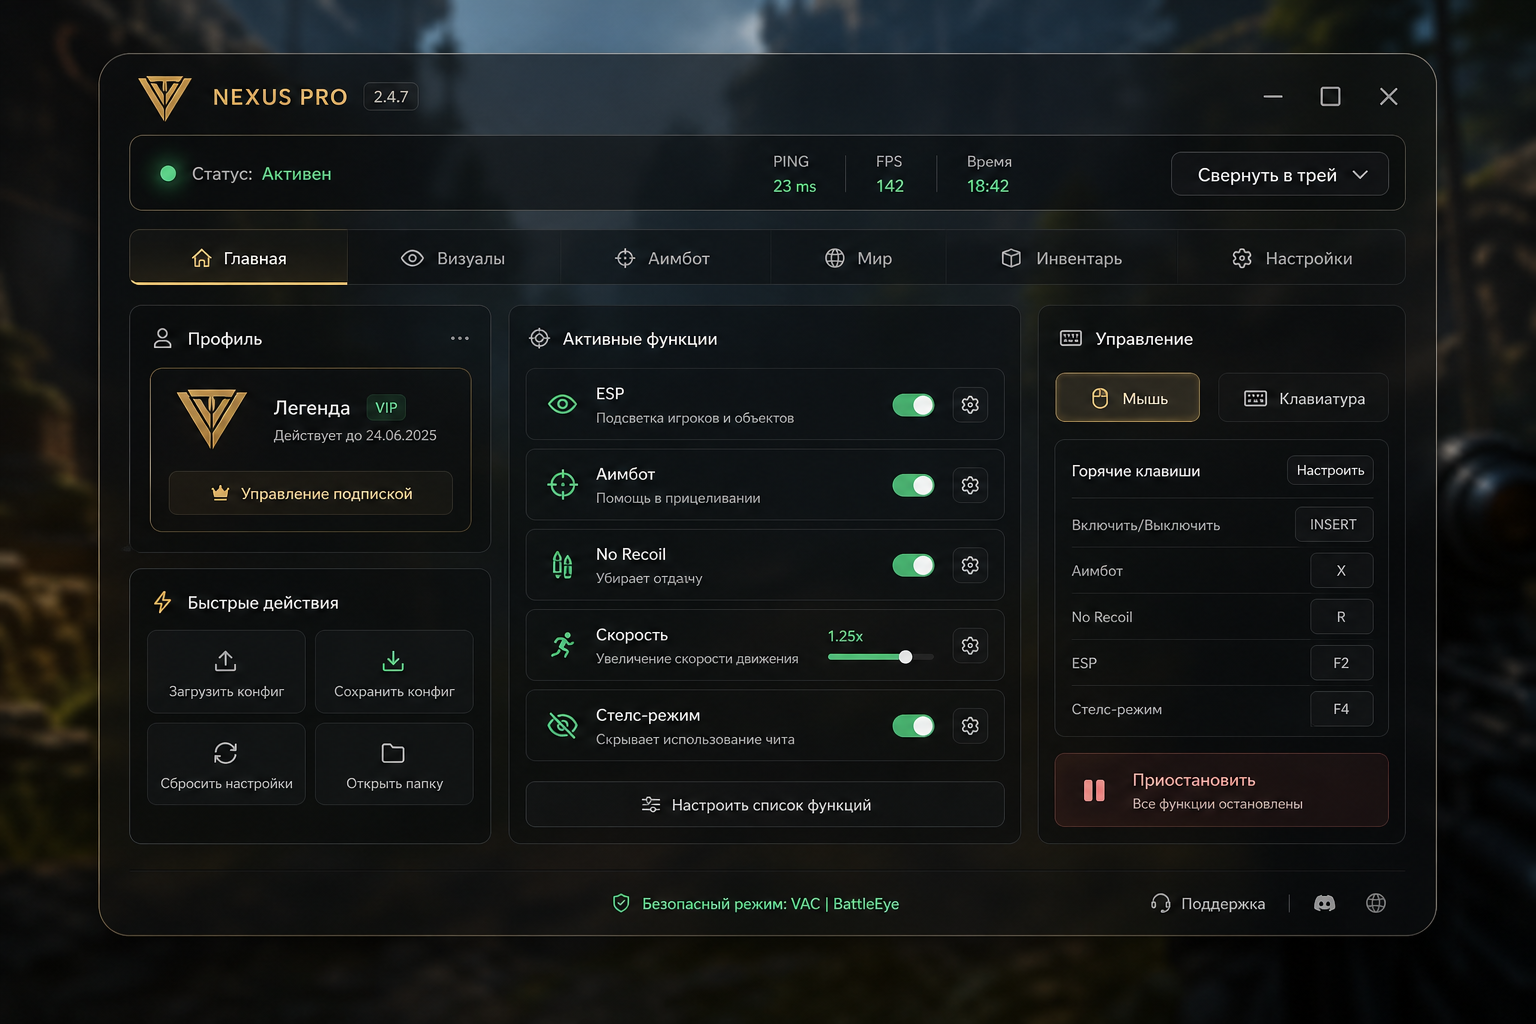 NEXUS PRO
2.4.7
Статус: Активен
PING
23 ms
FPS
142
Время
18:42
Свернуть в трей
Главная
Визуалы
Аимбот
Мир
Инвентарь
Настройки
Профиль
Легенда
VIP
Действует до 24.06.2025
Управление подпиской
Быстрые действия
Загрузить конфиг
Сохранить конфиг
Сбросить настройки
Открыть папку
Активные функции
ESP
Подсветка игроков и объектов
Аимбот
Помощь в прицеливании
No Recoil
Убирает отдачу
Скорость
Увеличение скорости движения
1.25x
Стелс-режим
Скрывает использование чита
Настроить список функций
Управление
Мышь
Клавиатура
Горячие клавиши
Настроить
Включить/Выключить
INSERT
Аимбот
X
No Recoil
R
ESP
F2
Стелс-режим
F4
Приостановить
Все функции остановлены
Безопасный режим: VAC | BattleEye
Поддержка